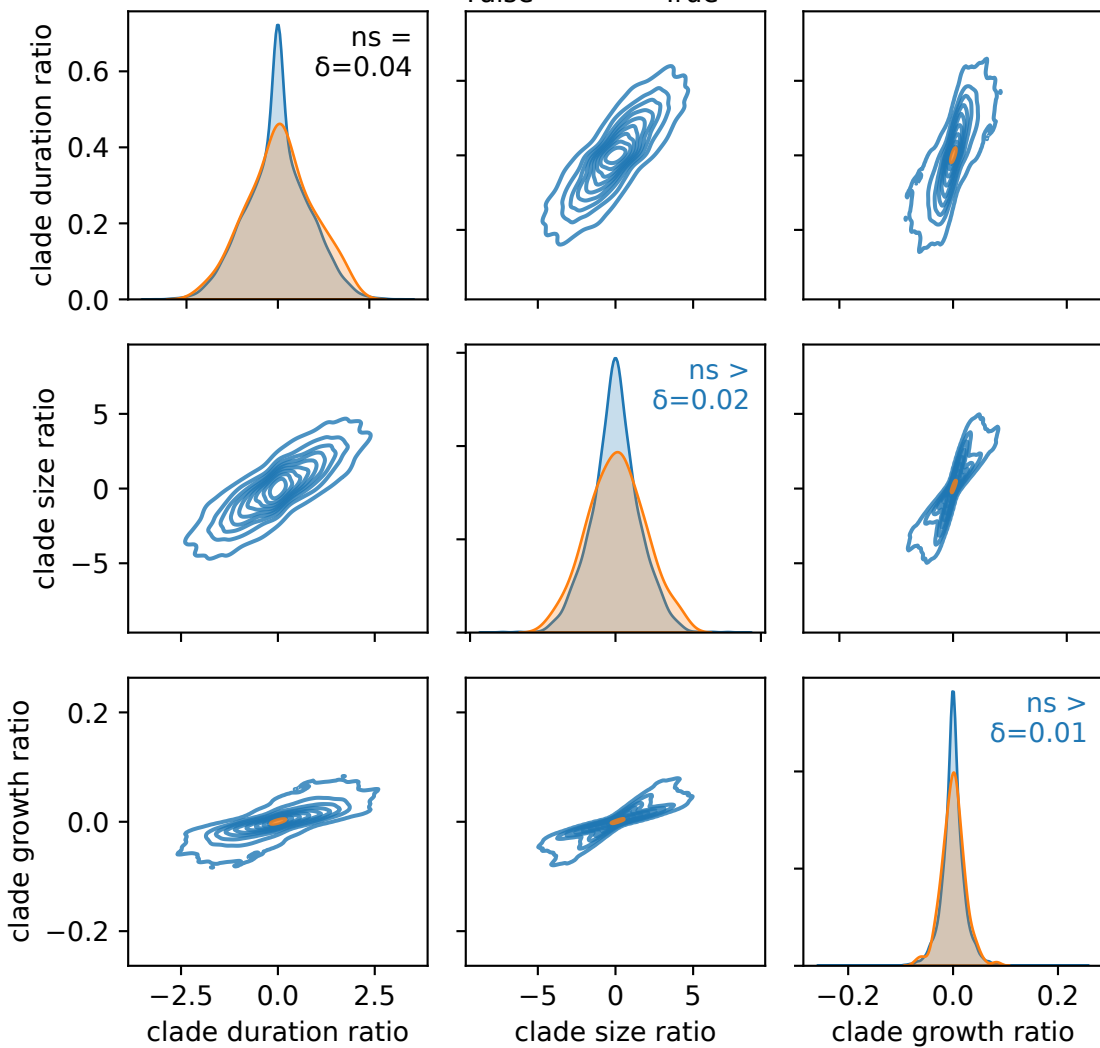 clade duration ratio
0.6
0.4
0.2
0.0
ns =
δ=0.04
clade size ratio
5
0
−5
ns >
δ=0.02
clade growth ratio
0.2
0.0
−0.2
ns >
δ=0.01
−2.5 0.0 2.5
−5 0 5
−0.2 0.0 0.2
clade duration ratio
clade size ratio
clade growth ratio